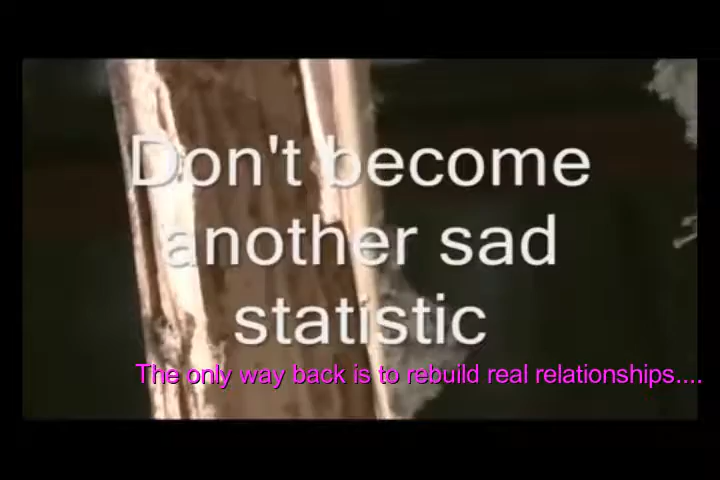 Don't become
another sad
statistic
The only way back is to rebuild real relationships....